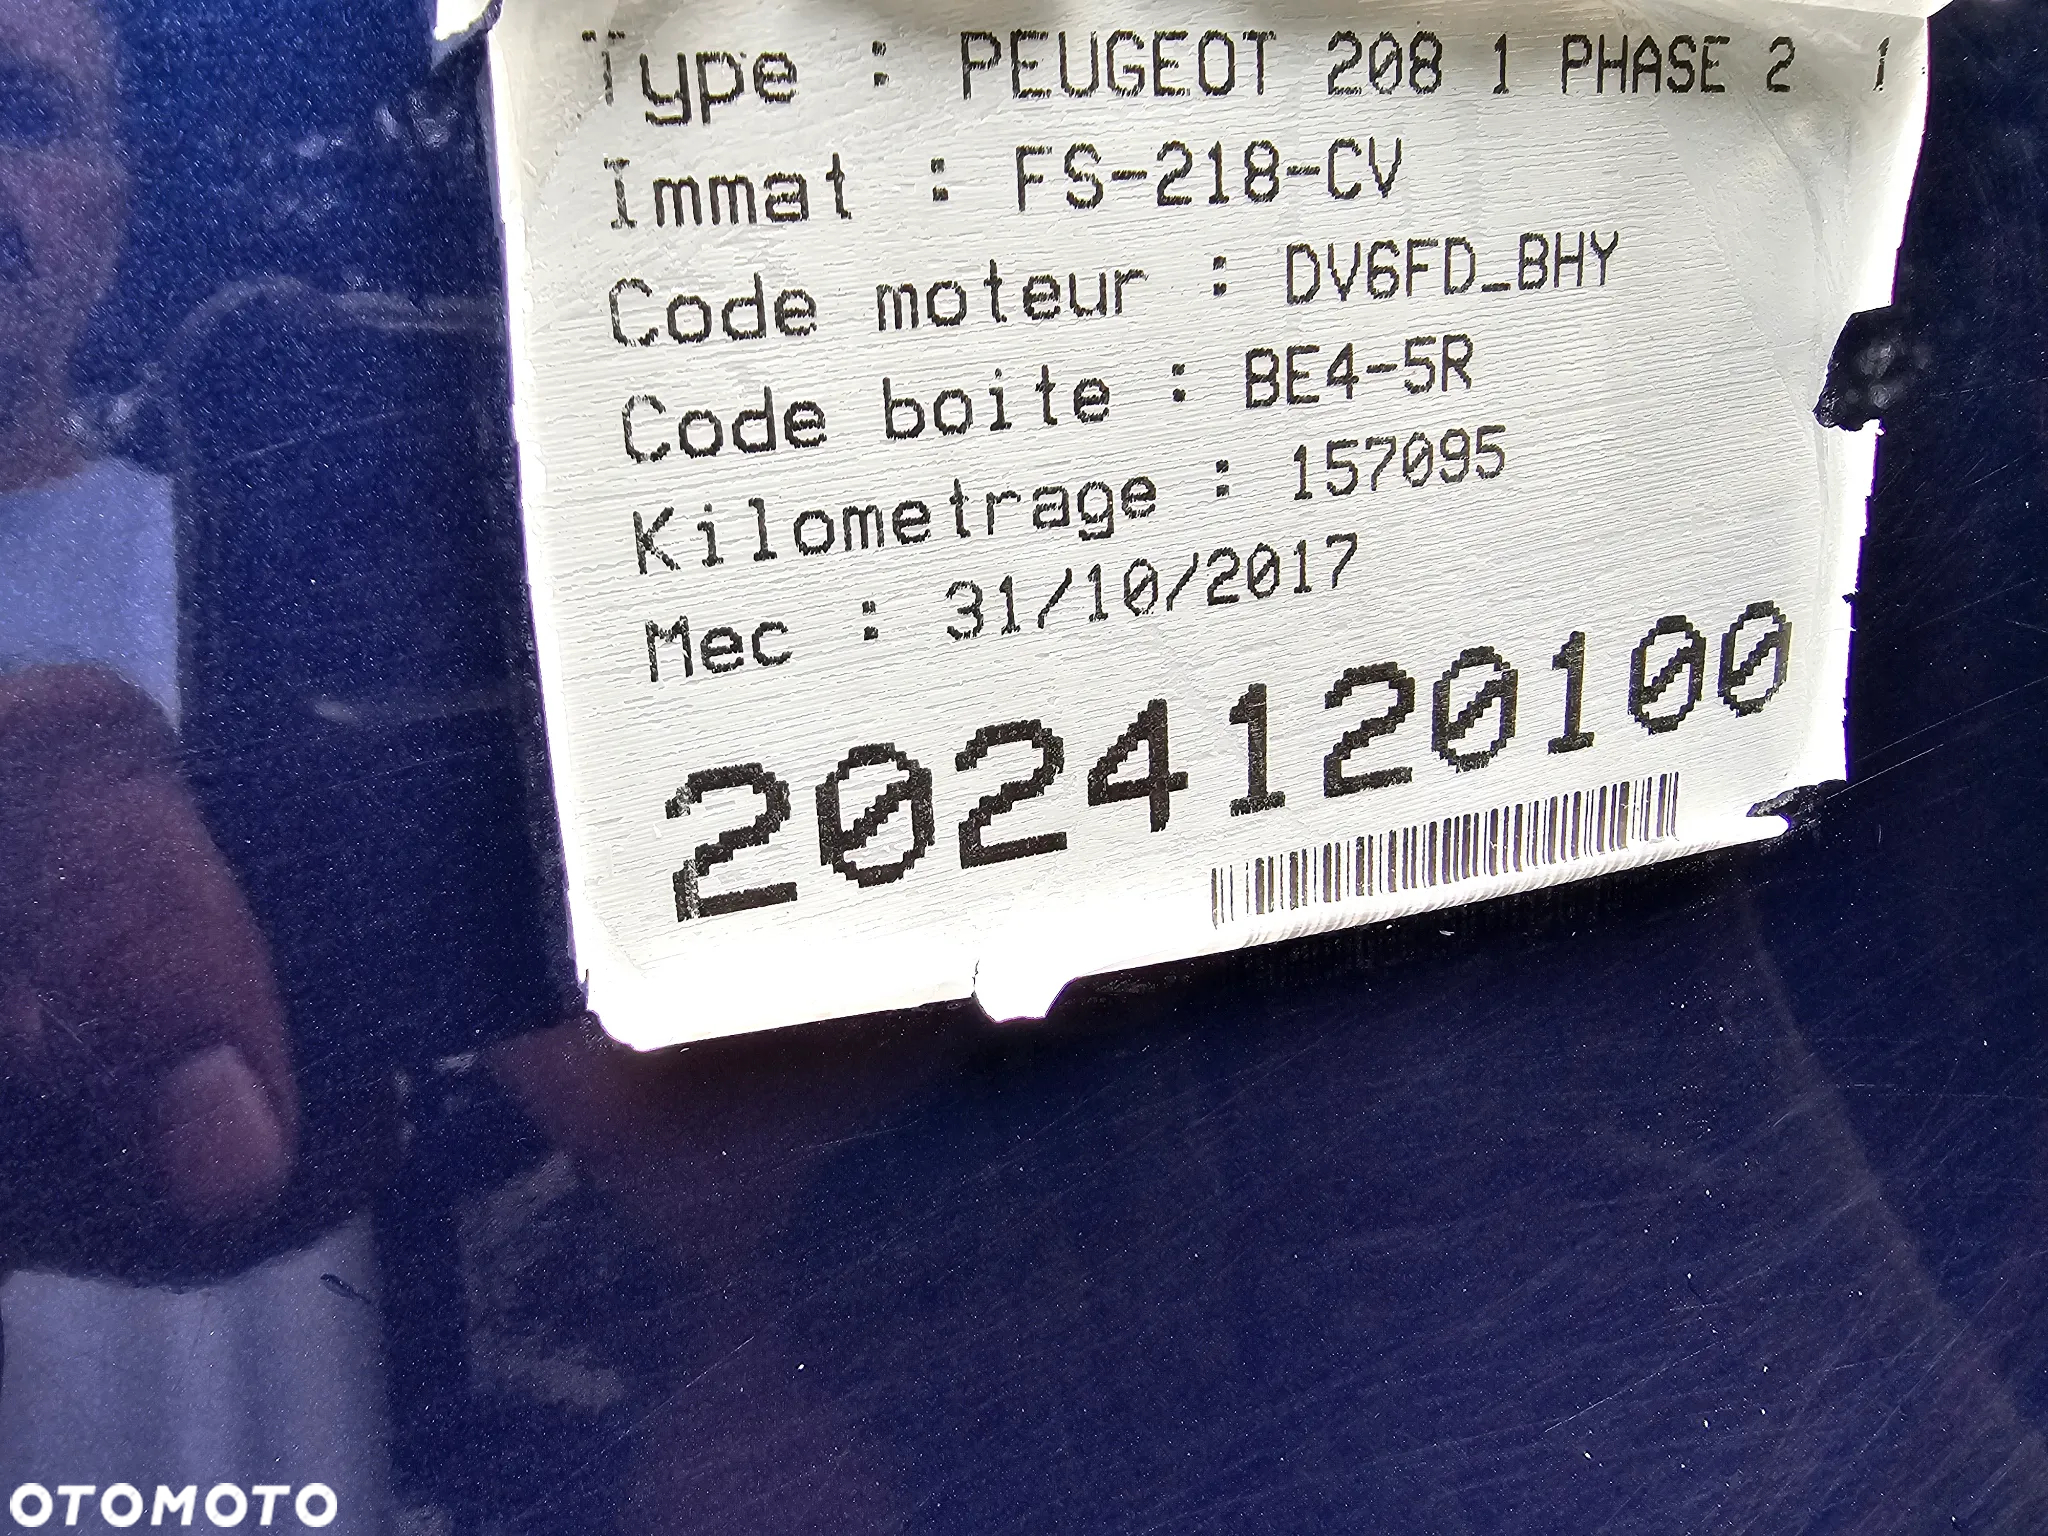 Type : PEUGEOT 208 1 PHASE 2 1
Immat : FS-218-CV
Code moteur : DV6FD_BHY
Code boite : BE4-5R
Kilometrage : 157095
Mec : 31/10/2017
2024120100
OTOMOTO